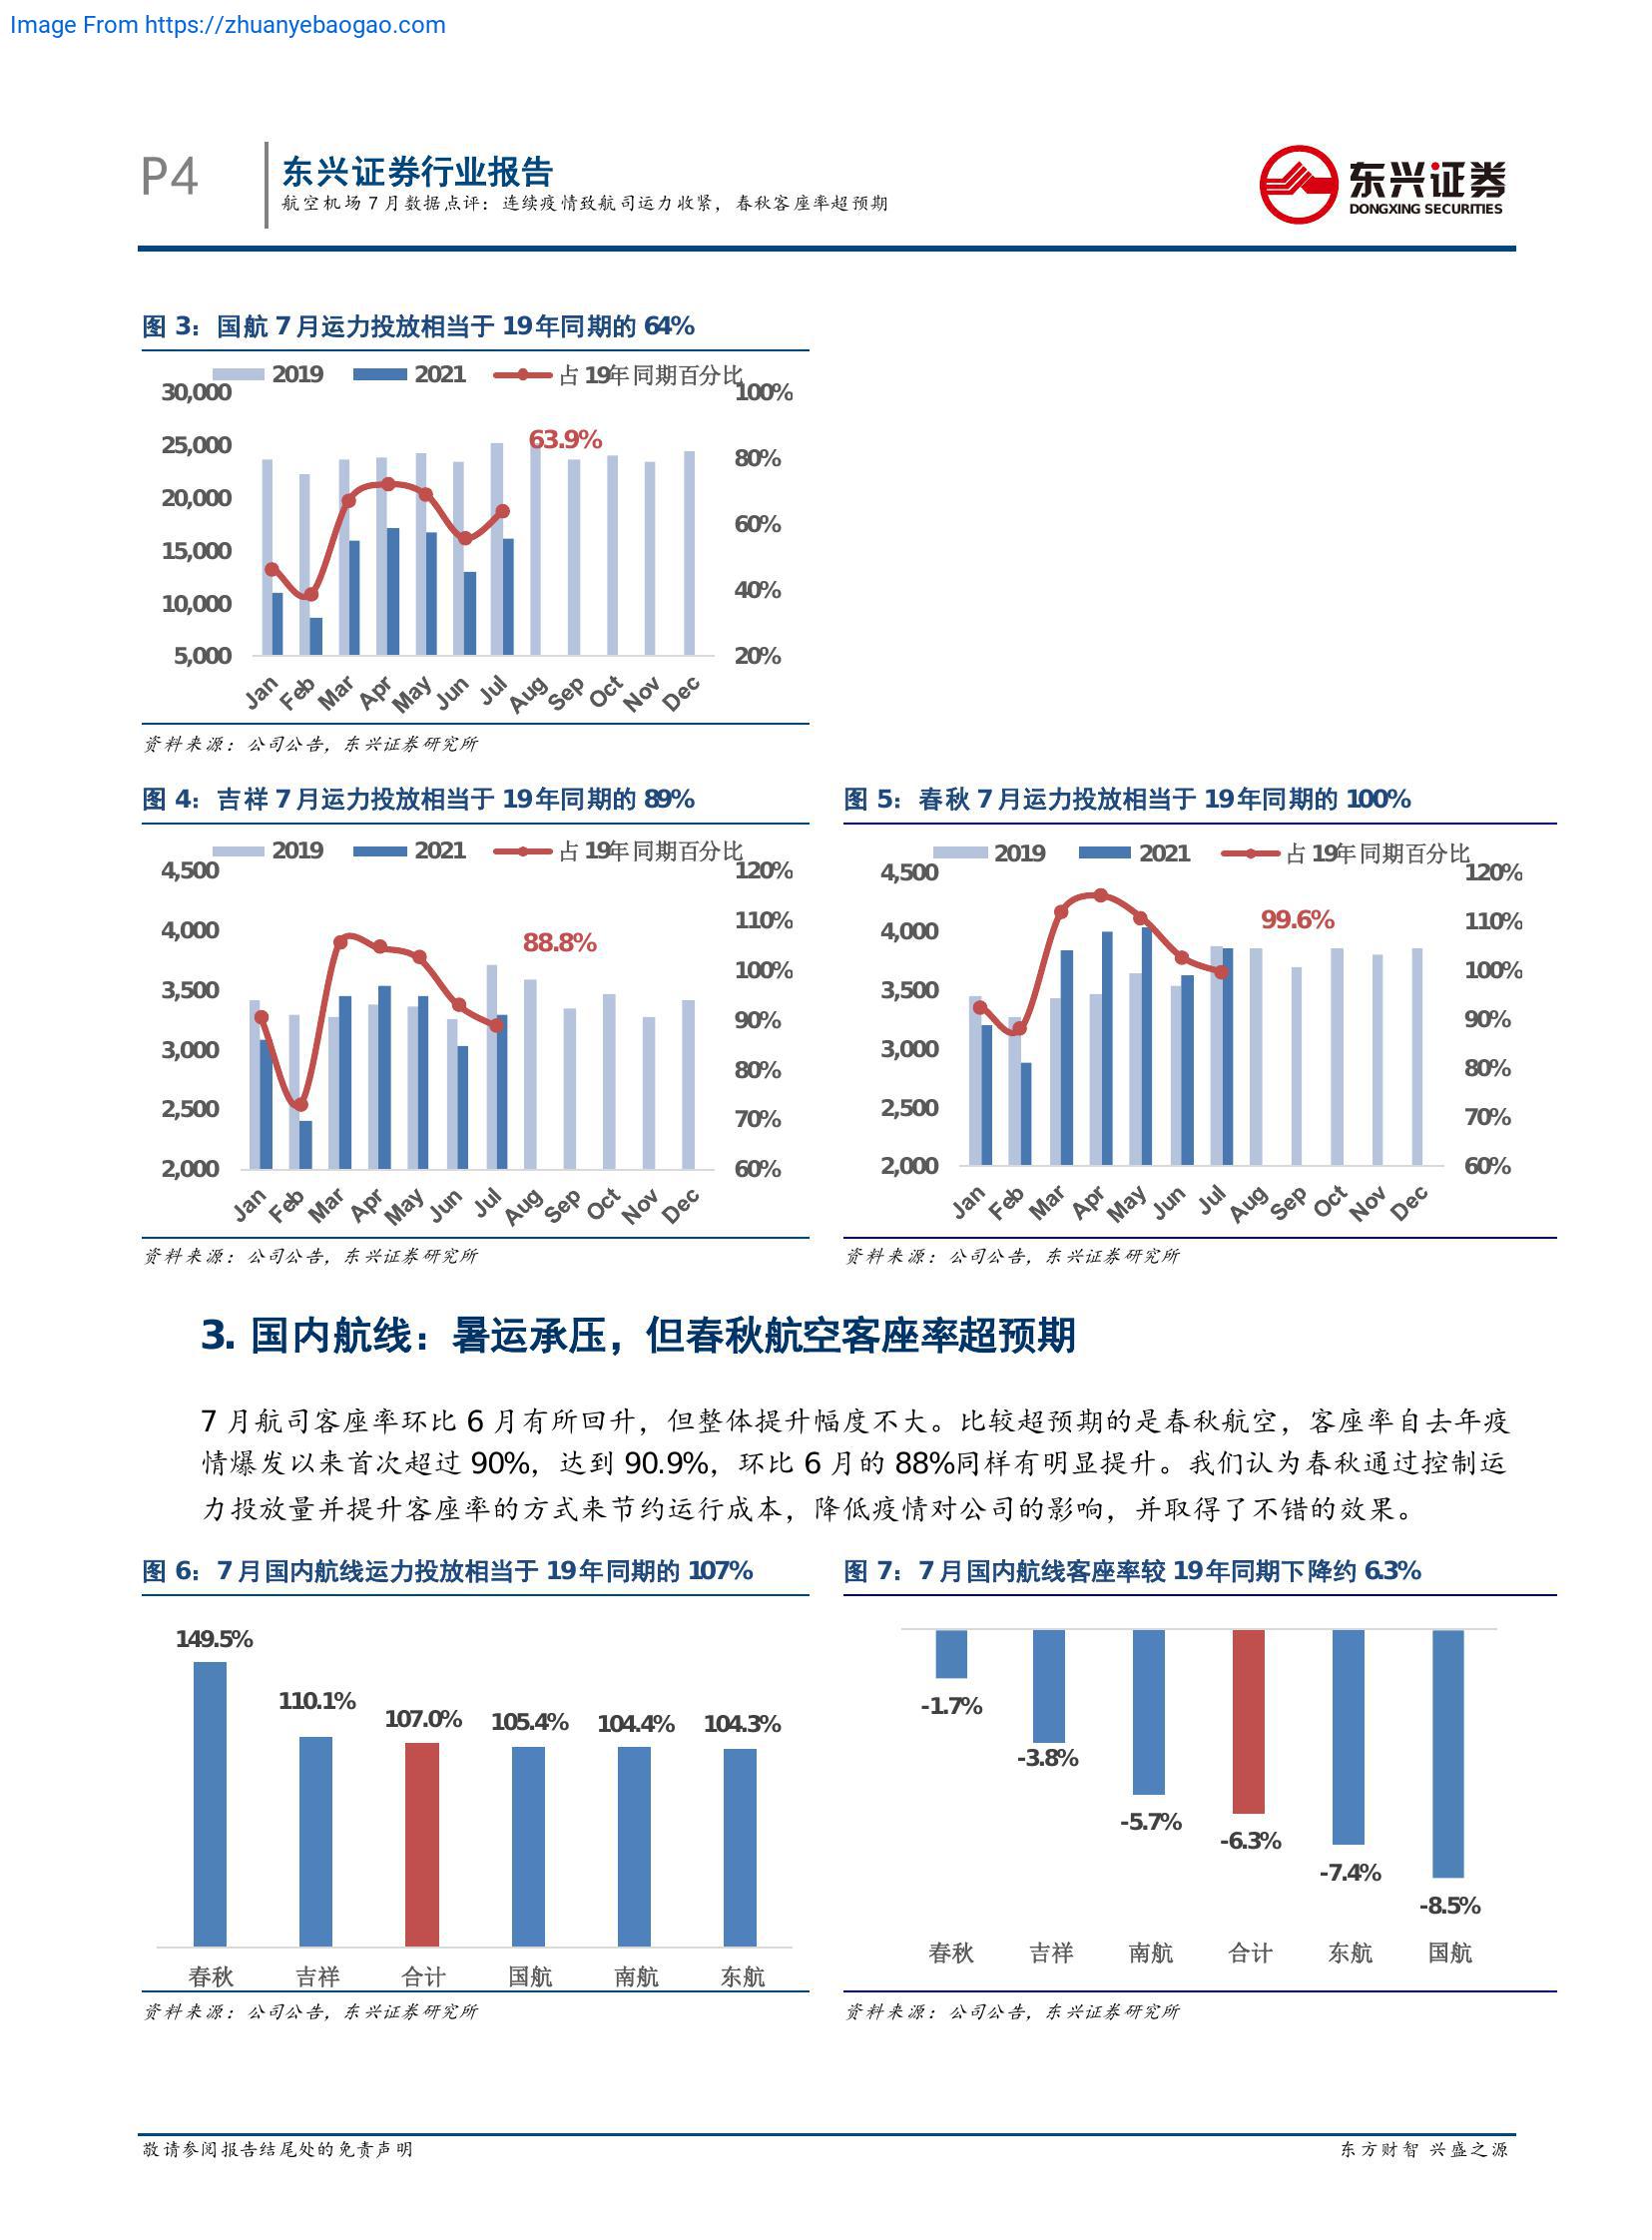 Image From https://zhuanyebaogao.com
P4
东兴证券行业报告
航空机场 7 月数据点评：连续疫情致航司运力收紧，春秋客座率超预期
东兴证券
DONGXING SECURITIES
图 3：国航 7 月运力投放相当于 19 年同期的 64%
2019 2021 占 19年同期百分比
30,000 100%
25,000 63.9%
80%
20,000
60%
15,000
40%
10,000
5,000 20%
Jan Feb Mar Apr May Jun Jul Aug Sep Oct Nov Dec
资料来源：公司公告，东兴证券研究所
图 4：吉祥 7 月运力投放相当于 19 年同期的 89%
2019 2021 占 19年同期百分比
4,500 120%
110%
4,000 88.8%
100%
3,500
90%
3,000
80%
2,500
70%
2,000 60%
Jan Feb Mar Apr May Jun Jul Aug Sep Oct Nov Dec
资料来源：公司公告，东兴证券研究所
图 5：春秋 7 月运力投放相当于 19 年同期的 100%
2019 2021 占 19年同期百分比
4,500 120%
99.6% 110%
4,000
100%
3,500
90%
3,000
80%
2,500
70%
2,000 60%
Jan Feb Mar Apr May Jun Jul Aug Sep Oct Nov Dec
资料来源：公司公告，东兴证券研究所
3. 国内航线：暑运承压，但春秋航空客座率超预期
7 月航司客座率环比 6 月有所回升，但整体提升幅度不大。比较超预期的是春秋航空，客座率自去年疫
情爆发以来首次超过 90%，达到 90.9%，环比 6 月的 88%同样有明显提升。我们认为春秋通过控制运
力投放量并提升客座率的方式来节约运行成本，降低疫情对公司的影响，并取得了不错的效果。
图 6：7 月国内航线运力投放相当于 19 年同期的 107%
149.5%
110.1% 107.0% 105.4% 104.4% 104.3%
春秋 吉祥 合计 国航 南航 东航
资料来源：公司公告，东兴证券研究所
图 7：7 月国内航线客座率较 19 年同期下降约 6.3%
-1.7%
-3.8%
-5.7%
-6.3%
-7.4%
-8.5%
春秋 吉祥 南航 合计 东航 国航
资料来源：公司公告，东兴证券研究所
敬请参阅报告结尾处的免责声明
东方财智 兴盛之源